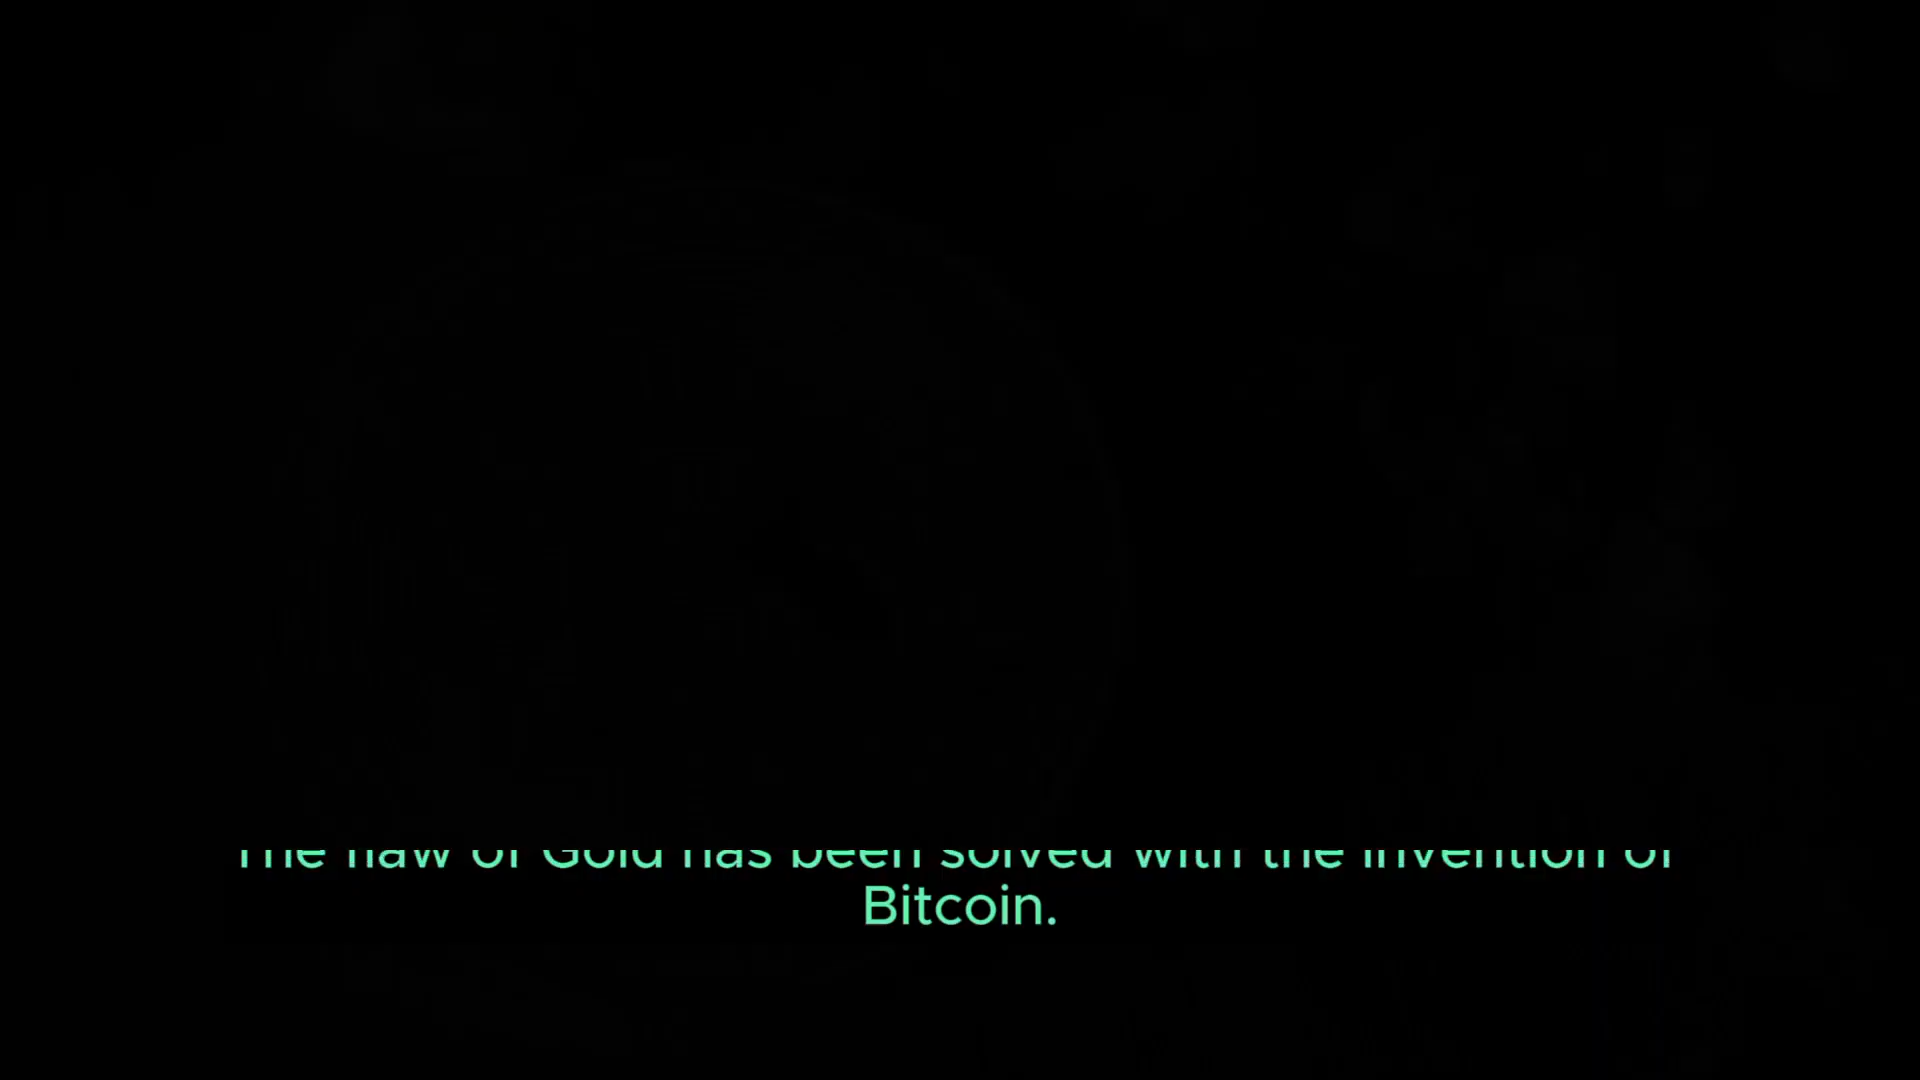 The flaw of Gold has been solved with the invention of
Bitcoin.